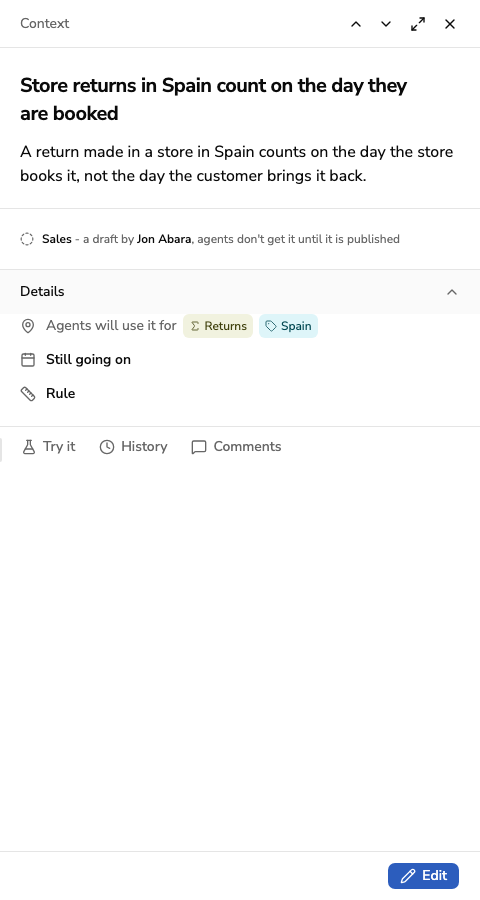 Context
Store returns in Spain count on the day they
are booked
A return made in a store in Spain counts on the day the store
books it, not the day the customer brings it back.
Sales - a draft by Jon Abara, agents don't get it until it is published
Details
Agents will use it for Returns Spain
Still going on
Rule
Try it History Comments
Edit